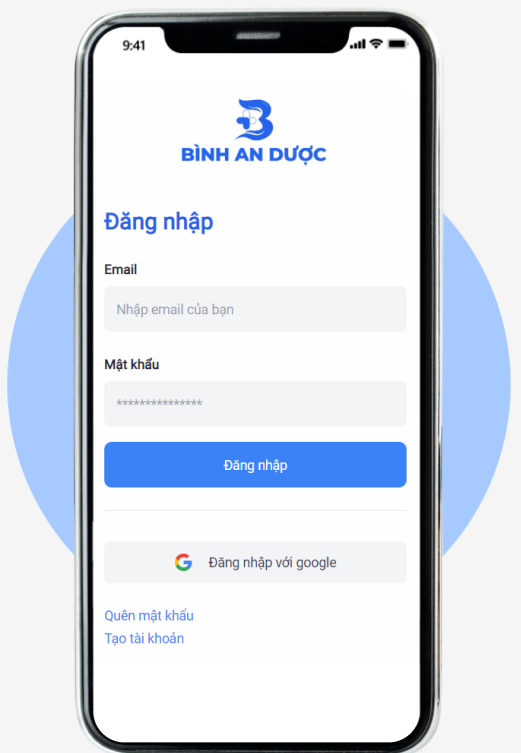 9:41
BÌNH AN DƯỢC
Đăng nhập
Email
Nhập email của bạn
Mật khẩu
***************
Đăng nhập
Đăng nhập với google
Quên mật khẩu
Tạo tài khoản